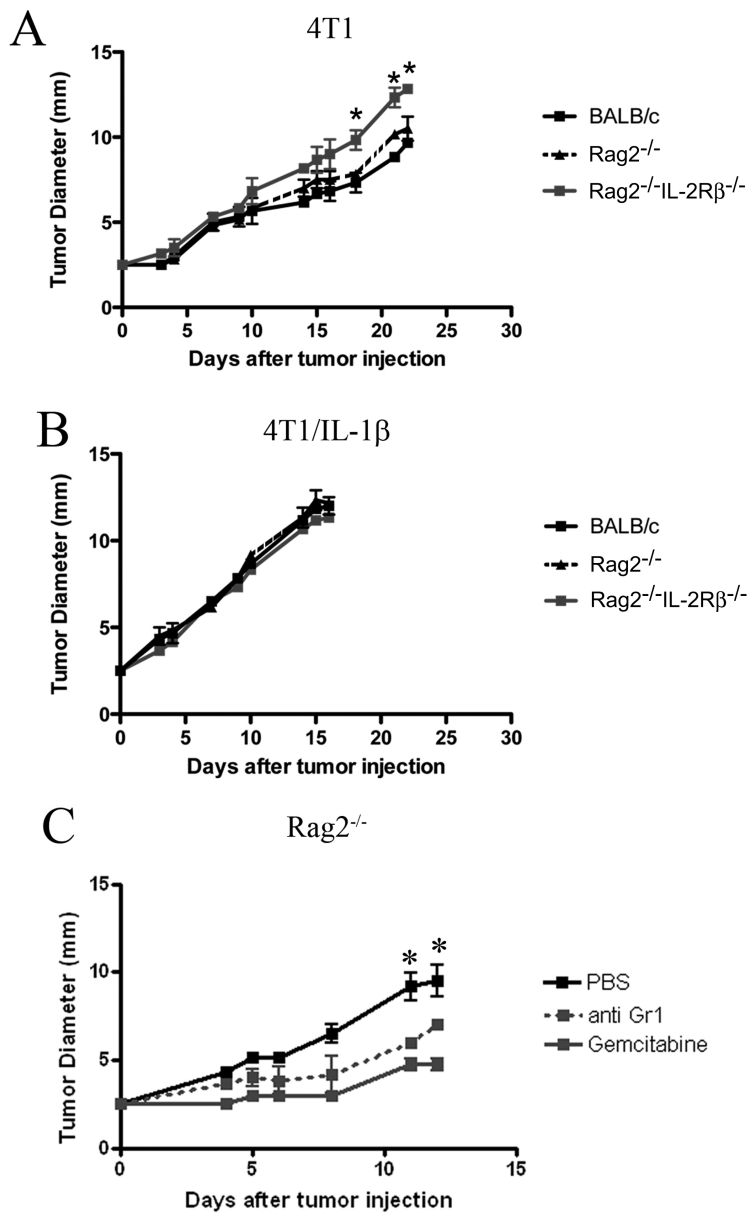 A
4T1
Tumor Diameter (mm)
15
10
5
0
* * *
0 5 10 15 20 25 30
Days after tumor injection
BALB/c
Rag2-/-
Rag2-/-IL-2Rβ-/-
B
4T1/IL-1β
Tumor Diameter (mm)
15
10
5
0
0 5 10 15 20 25 30
Days after tumor injection
BALB/c
Rag2-/-
Rag2-/-IL-2Rβ-/-
C
Rag2-/-
Tumor Diameter (mm)
15
10
5
0
* *
0 5 10 15
Days after tumor injection
PBS
anti Gr1
Gemcitabine